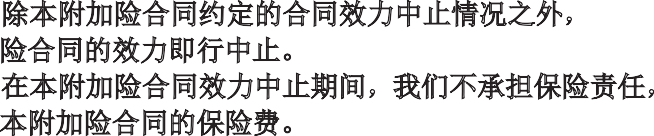 除本附加险合同约定的合同效力中止情况之外，
险合同的效力即行中止。
在本附加险合同效力中止期间，我们不承担保险责任，
本附加险合同的保险费。